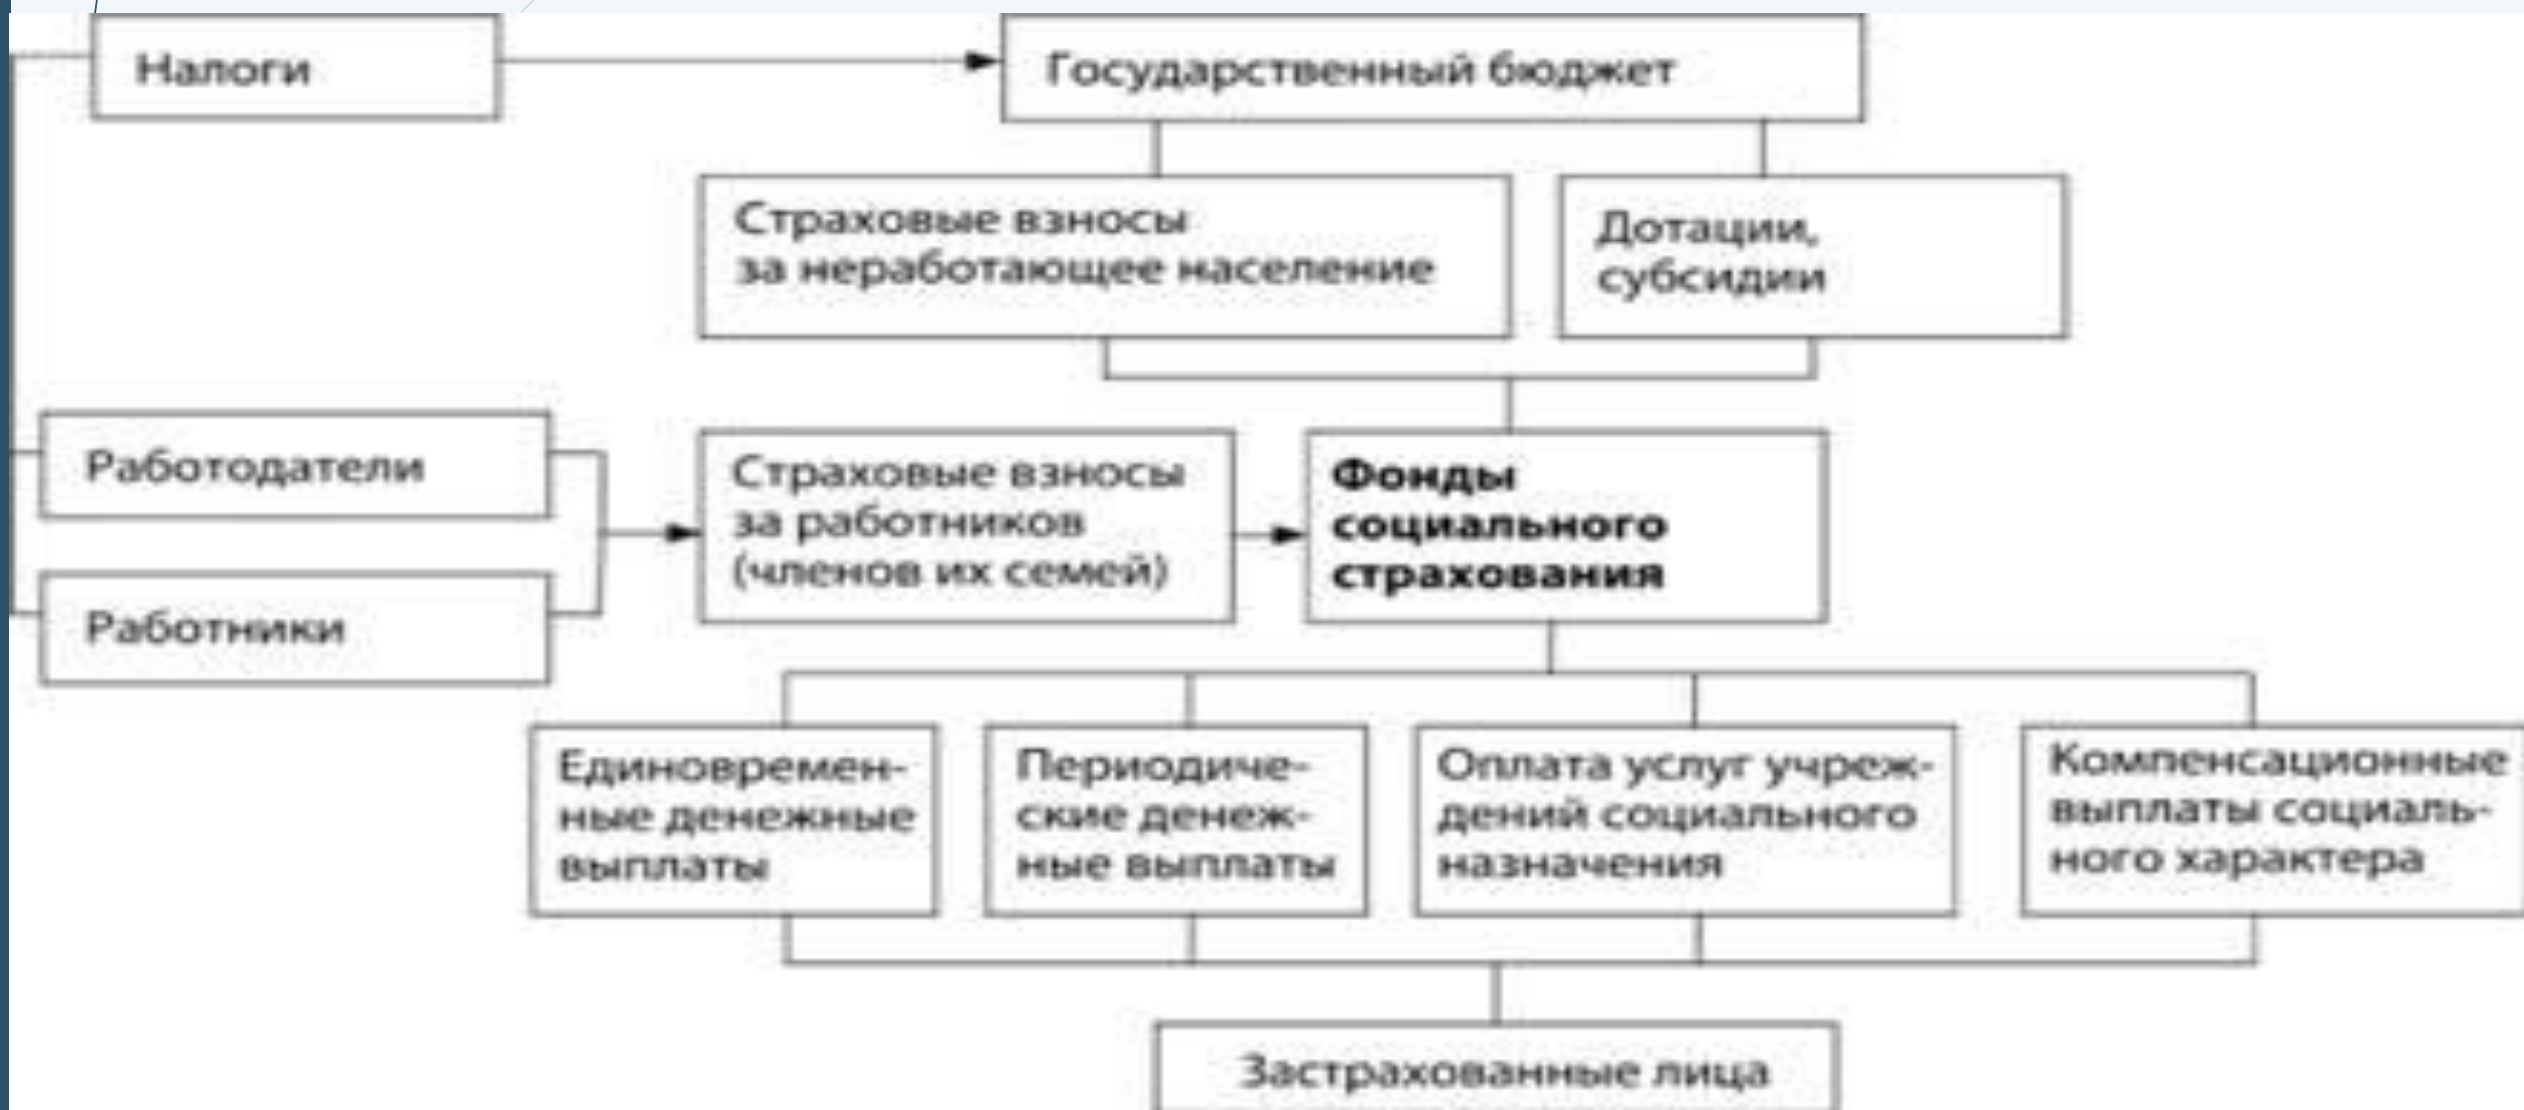 Налоги
Государственный бюджет
Страховые взносы
за неработающее население
Дотации,
субсидии
Работодатели
Страховые взносы
за работников
(членов их семей)
Фонды
социального
страхования
Работники
Единовремен-
ные денежные
выплаты
Периодиче-
ские денеж-
ные выплаты
Оплата услуг учреж-
дений социального
назначения
Компенсационные
выплаты социаль-
ного характера
Застрахованные лица